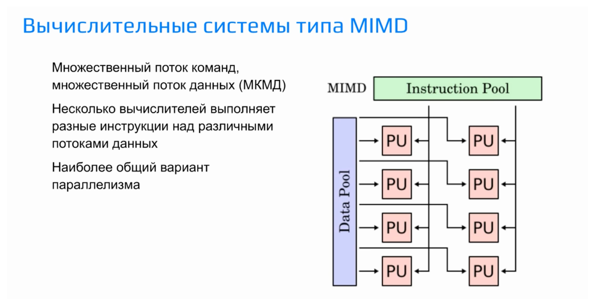 Вычислительные системы типа MIMD
Множественный поток команд,
множественный поток данных (МКМД)
Несколько вычислителей выполняет
разные инструкции над различными
потоками данных
Наиболее общий вариант
параллелизма
MIMD
Instruction Pool
Data Pool
PU
PU
PU
PU
PU
PU
PU
PU